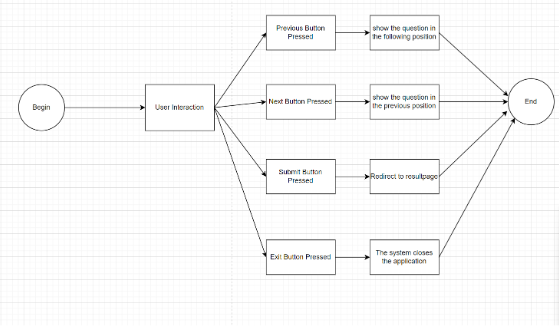 Begin
User Interaction
Previous Button
Pressed
show the question in
the following position
Next Button Pressed
show the question in
the previous position
Submit Button
Pressed
Redirect to resultpage
Exit Button Pressed
The system closes
the application
End